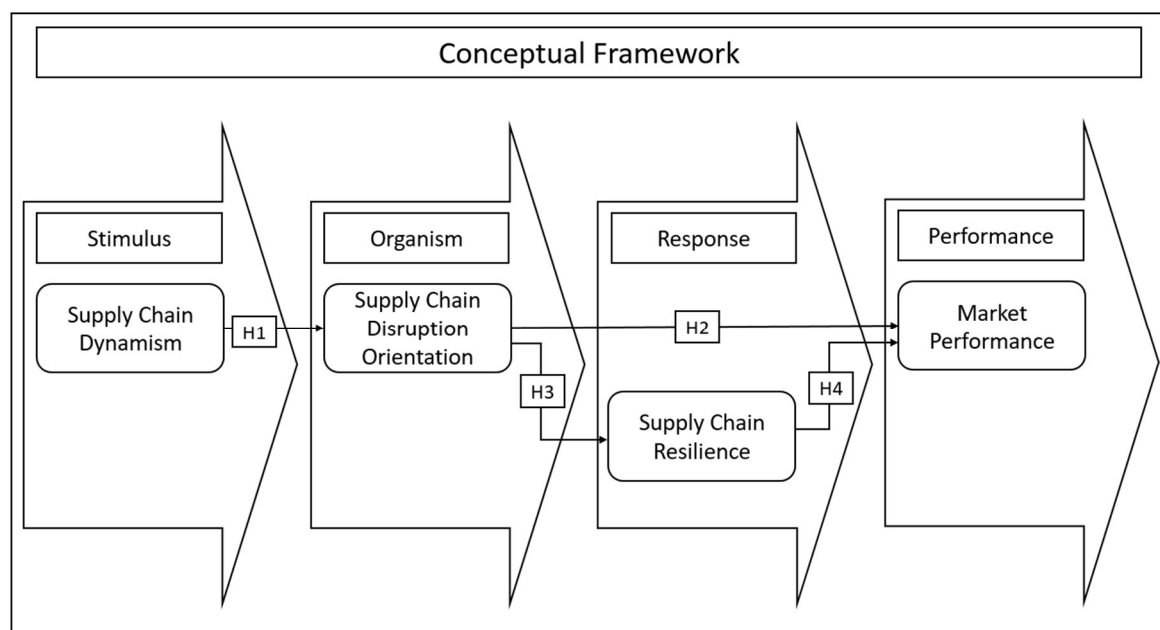 Conceptual Framework
Stimulus
Organism
Response
Performance
Supply Chain
Dynamism
H1
Supply Chain
Disruption
Orientation
H2
Market
Performance
H3
H4
Supply Chain
Resilience